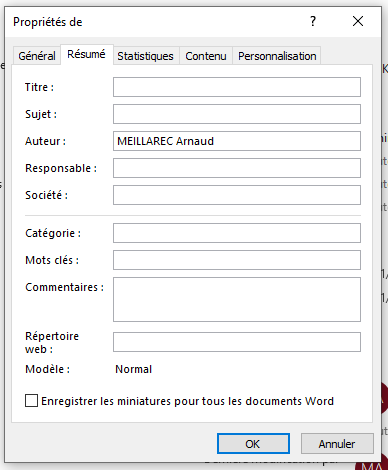 Propriétés de
Général Résumé Statistiques Contenu Personnalisation
Titre :
Sujet :
Auteur : MEILLAREC Arnaud
Responsable :
Société :
Catégorie :
Mots clés :
Commentaires :
Répertoire
web :
Modèle : Normal
Enregistrer les miniatures pour tous les documents Word
OK Annuler